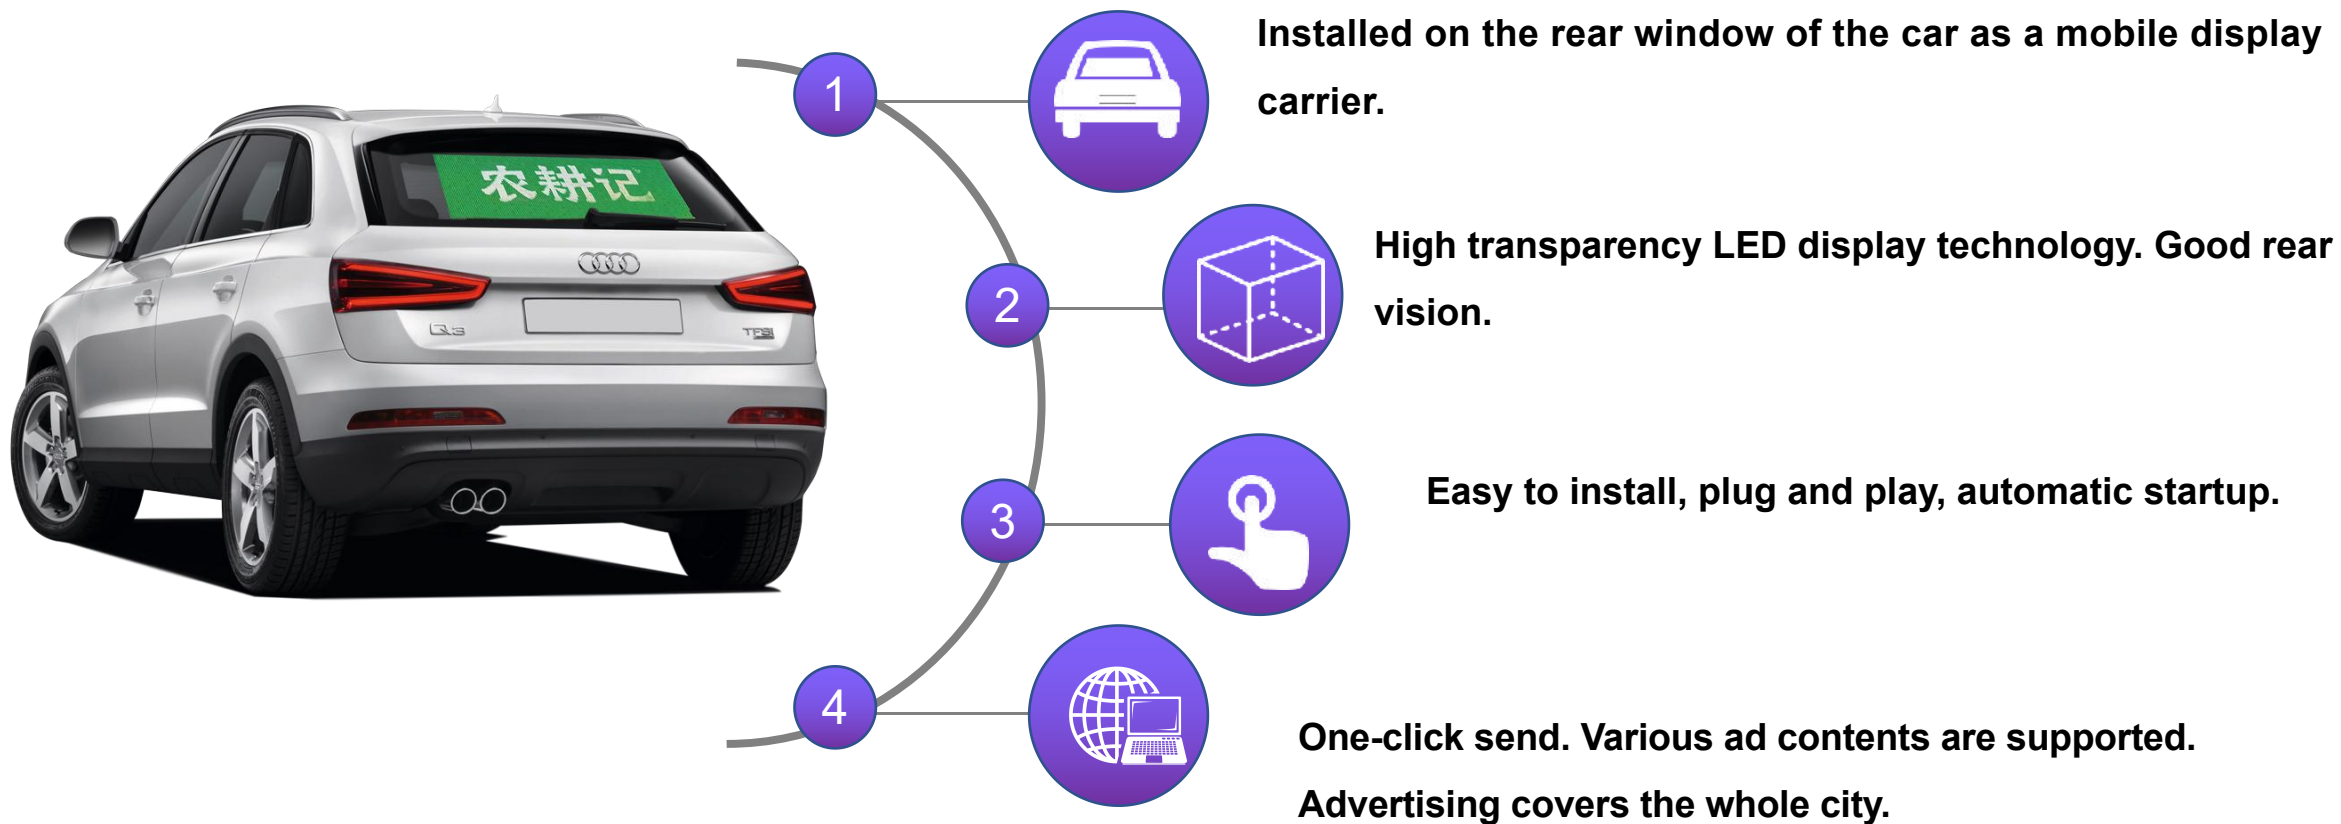 农耕记
Q3
TFSI
1
Installed on the rear window of the car as a mobile display
carrier.
2
High transparency LED display technology. Good rear
vision.
3
Easy to install, plug and play, automatic startup.
4
One-click send. Various ad contents are supported.
Advertising covers the whole city.